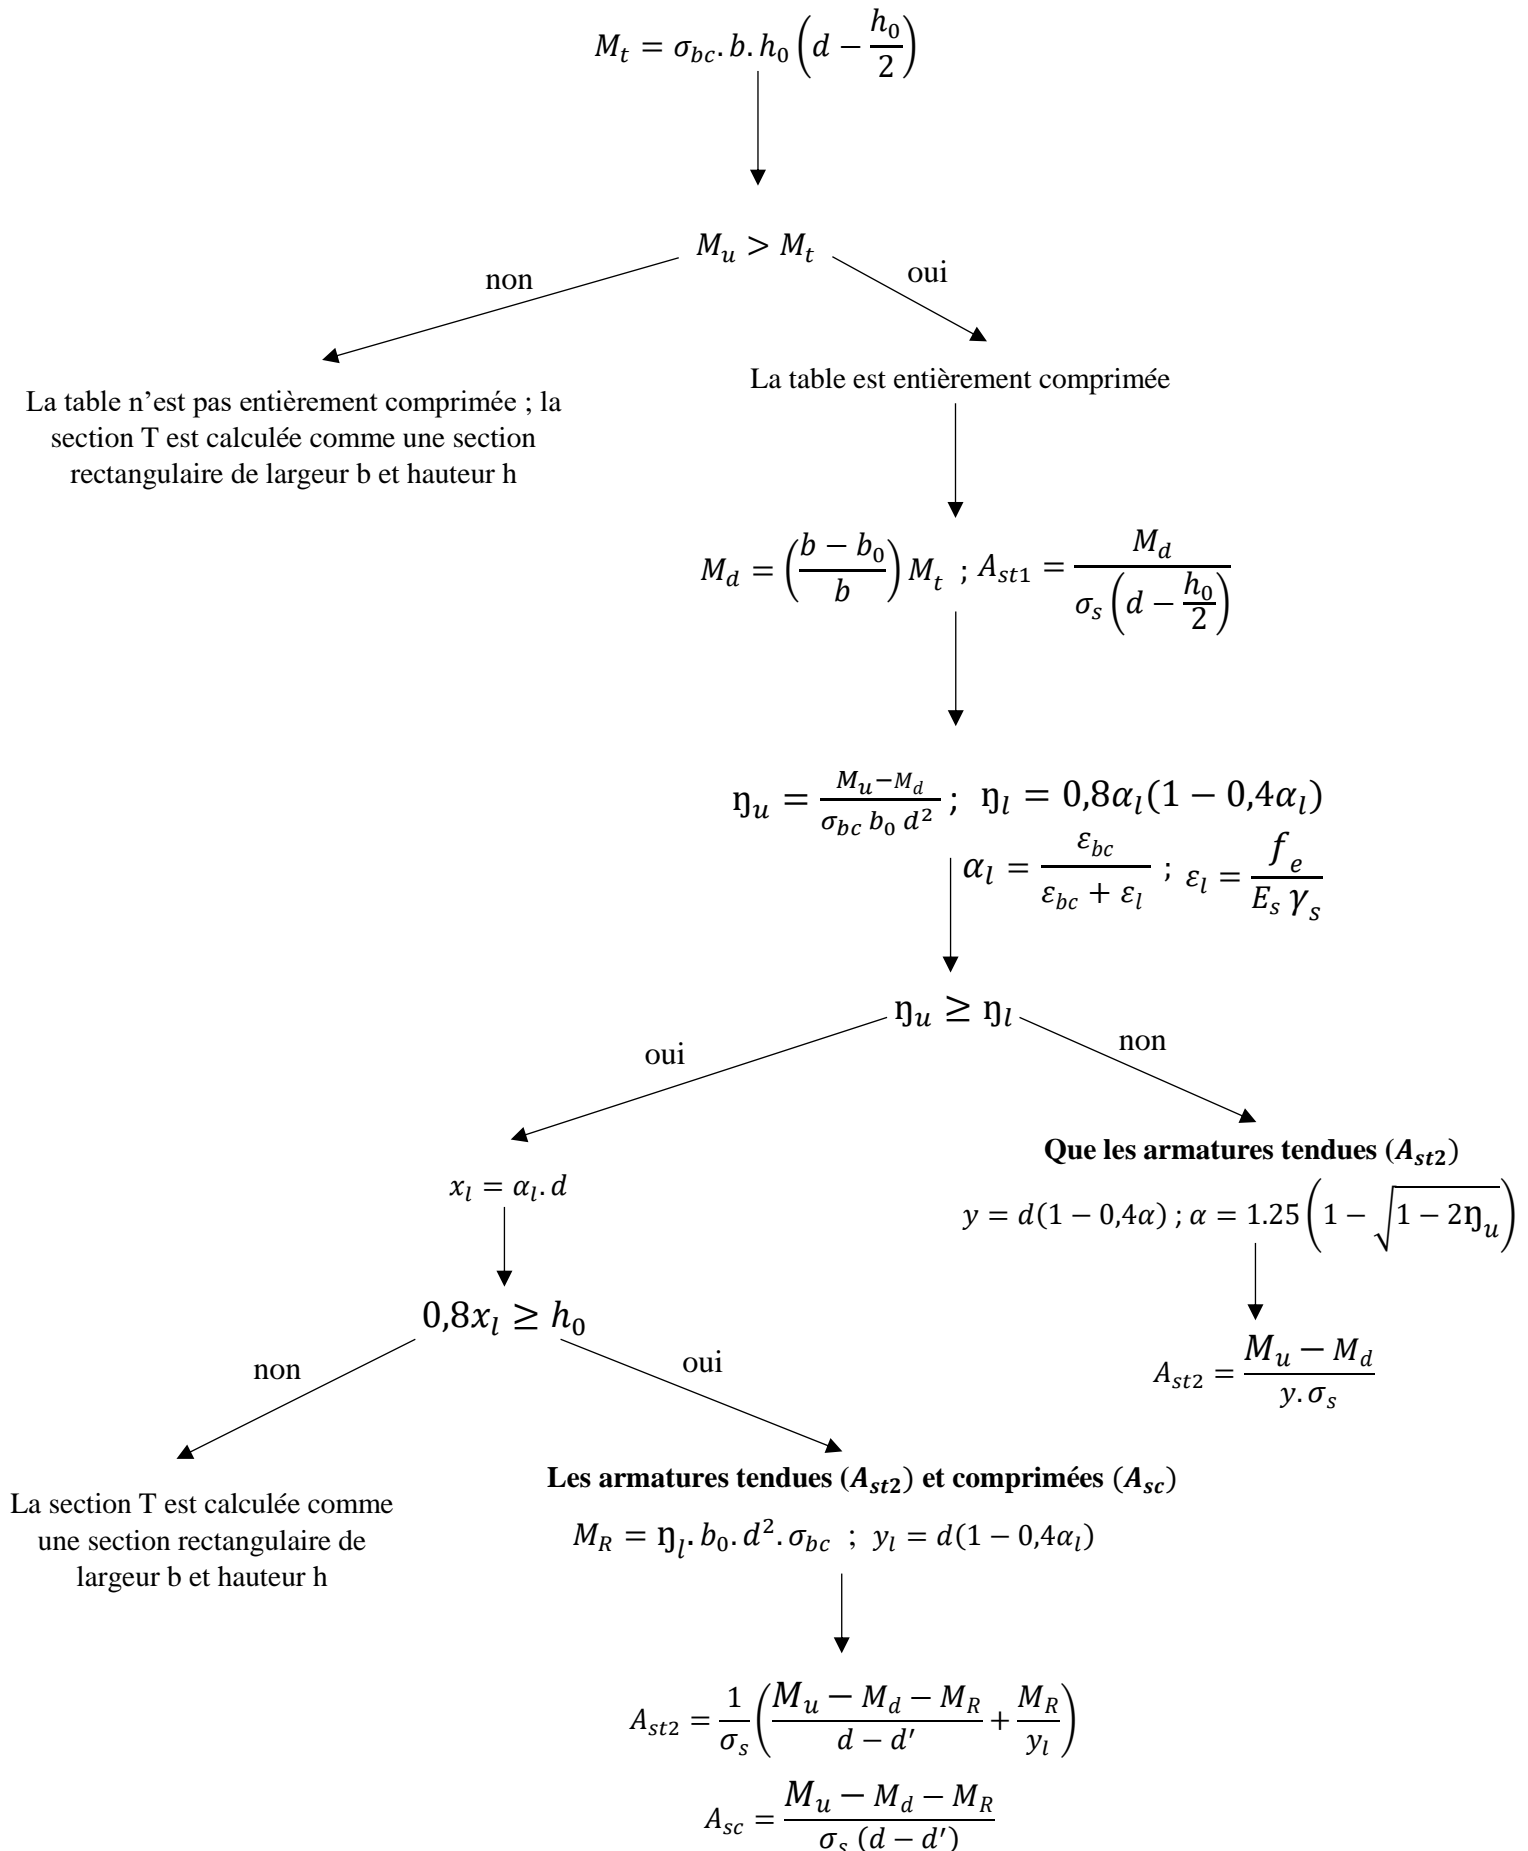 M_t = σ_bc. b. h_0 (d − h_0/2)
M_u > M_t
non
oui
La table n’est pas entièrement comprimée ; la
section T est calculée comme une section
rectangulaire de largeur b et hauteur h
La table est entièrement comprimée
M_d = ((b − b_0)/b) M_t ; A_st1 = M_d/(σ_s (d − h_0/2))
ŋ_u = (M_u−M_d)/(σ_bc b_0 d²) ; ŋ_l = 0,8α_l(1 − 0,4α_l)
α_l = ε_bc/(ε_bc + ε_l) ; ε_l = f_e/(E_s γ_s)
ŋ_u ≥ ŋ_l
oui
non
x_l = α_l. d
Que les armatures tendues (A_st2)
y = d(1 − 0,4α) ; α = 1.25 (1 − √(1 − 2ŋ_u))
0,8x_l ≥ h_0
A_st2 = (M_u − M_d)/(y. σ_s)
non
oui
La section T est calculée comme
une section rectangulaire de
largeur b et hauteur h
Les armatures tendues (A_st2) et comprimées (A_sc)
M_R = ŋ_l. b_0. d². σ_bc ; y_l = d(1 − 0,4α_l)
A_st2 = 1/σ_s ((M_u − M_d − M_R)/(d − d′) + M_R/y_l)
A_sc = (M_u − M_d − M_R)/(σ_s (d − d′))